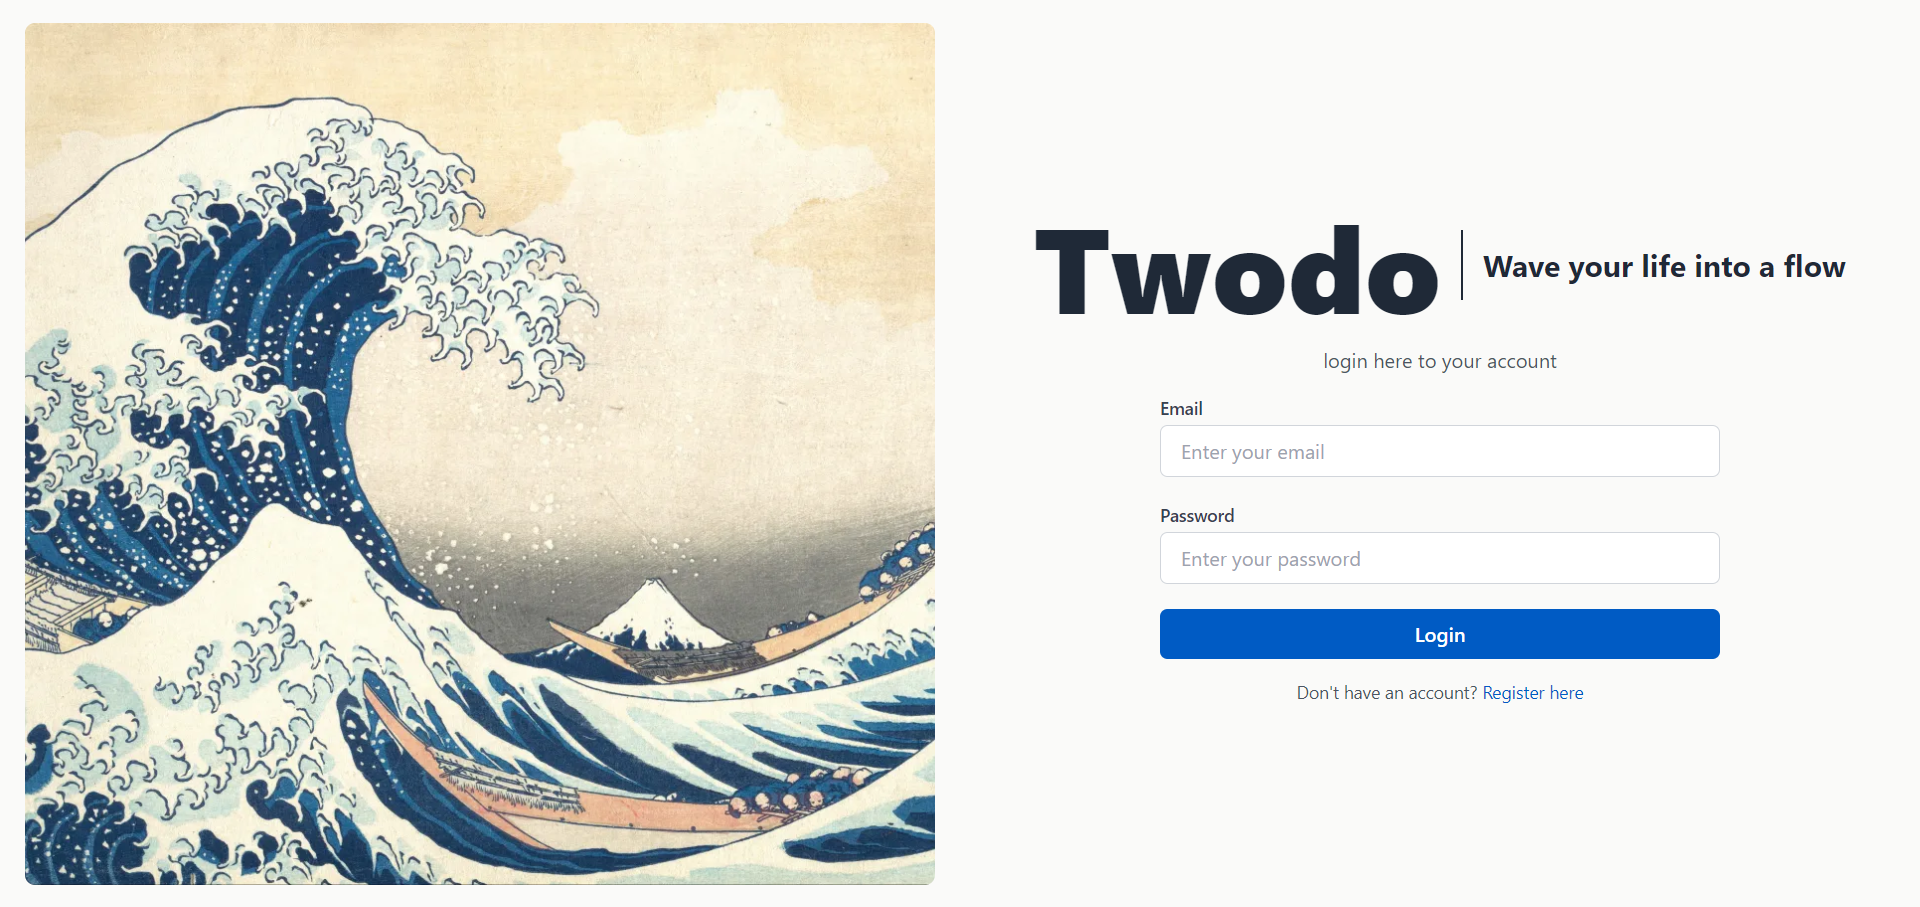 Twodo
Wave your life into a flow
login here to your account
Email
Enter your email
Password
Enter your password
Login
Don't have an account? Register here